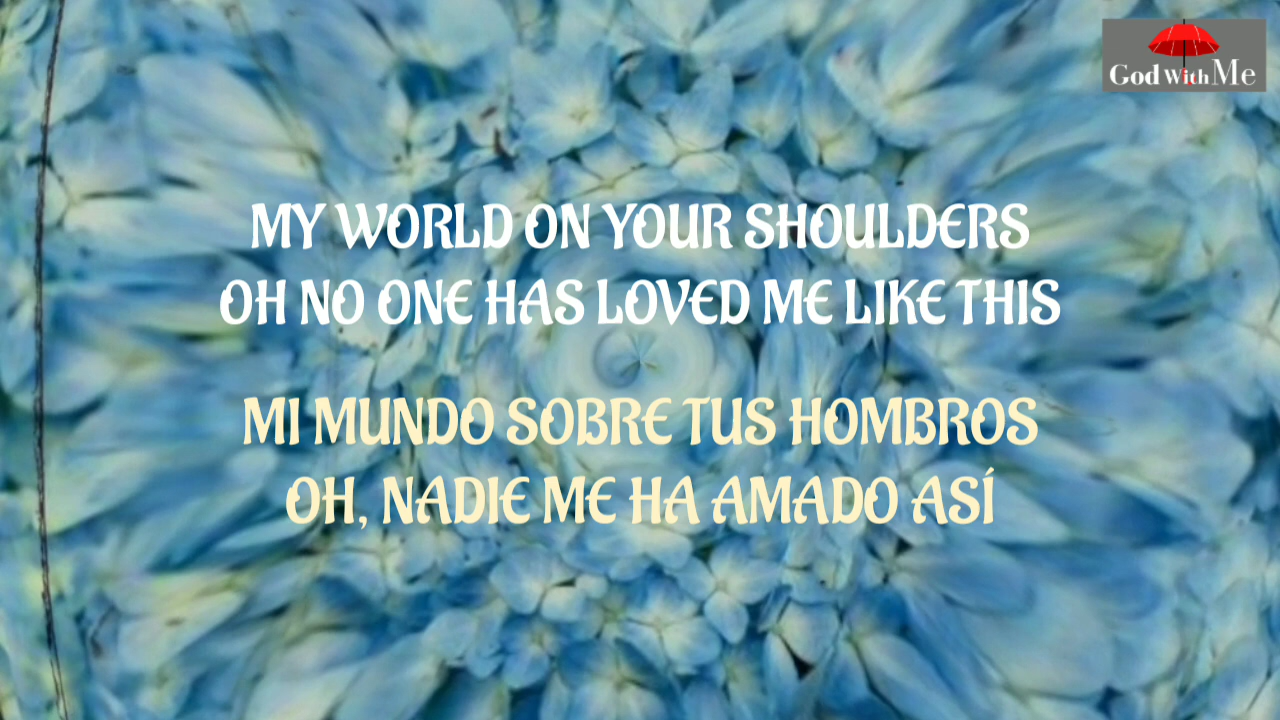 God with Me
MY WORLD ON YOUR SHOULDERS
OH NO ONE HAS LOVED ME LIKE THIS
MI MUNDO SOBRE TUS HOMBROS
OH, NADIE ME HA AMADO ASÍ